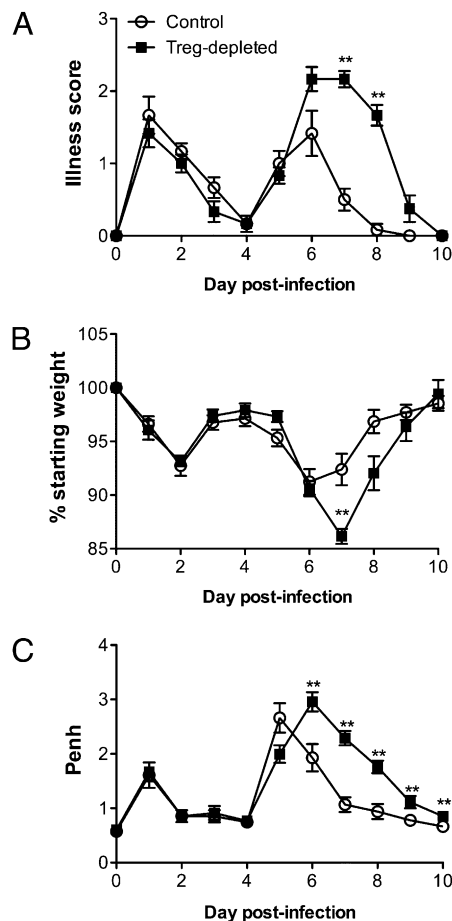 A
Control
Treg-depleted
Illness score
3
2
1
0
** **
0 2 4 6 8 10
Day post-infection
B
% starting weight
105
100
95
90
85
**
0 2 4 6 8 10
Day post-infection
C
Penh
4
3
2
1
0
** ** ** ** **
0 2 4 6 8 10
Day post-infection